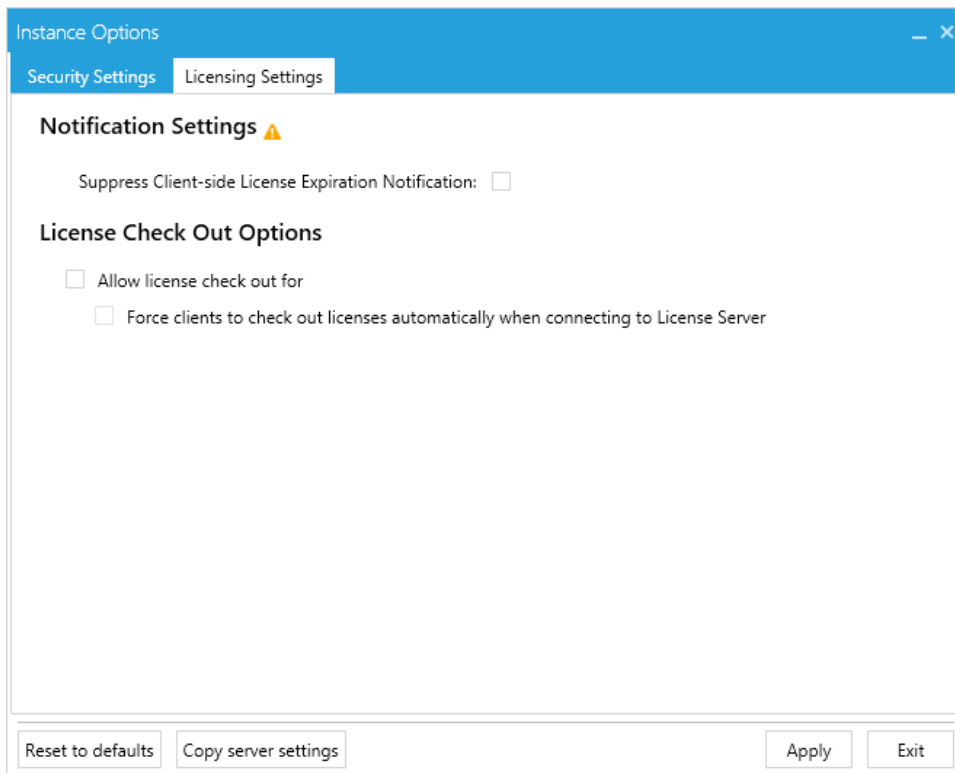 Instance Options
Security Settings Licensing Settings
Notification Settings
Suppress Client-side License Expiration Notification:
License Check Out Options
Allow license check out for
Force clients to check out licenses automatically when connecting to License Server
Reset to defaults Copy server settings Apply Exit